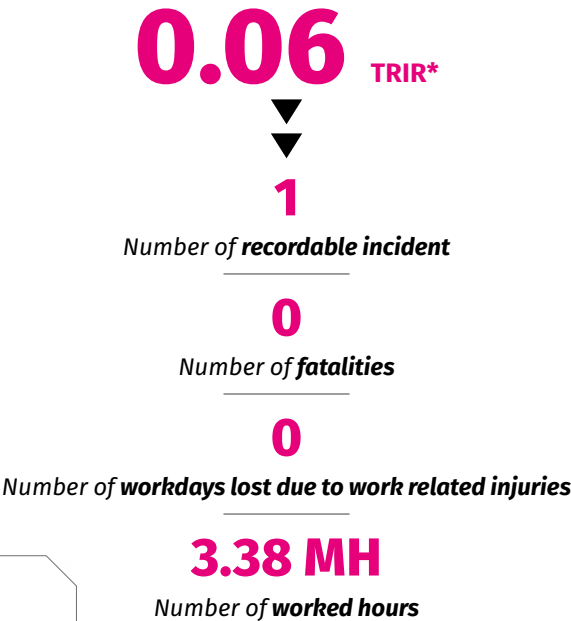 0.06 TRIR*
1
Number of recordable incident
0
Number of fatalities
0
Number of workdays lost due to work related injuries
3.38 MH
Number of worked hours